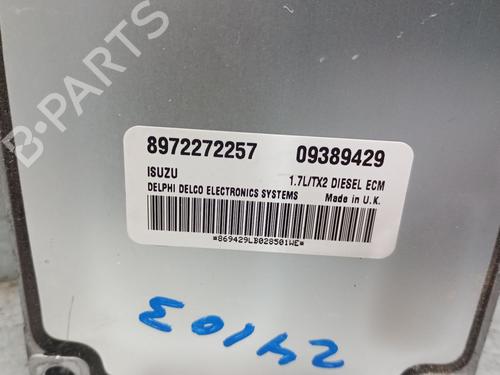 B-PARTS
8972272257 09389429
ISUZU 1.7L/TX2 DIESEL ECM
DELPHI DELCO ELECTRONICS SYSTEMS Made in U.K.
*869429LB028501WE*
24103